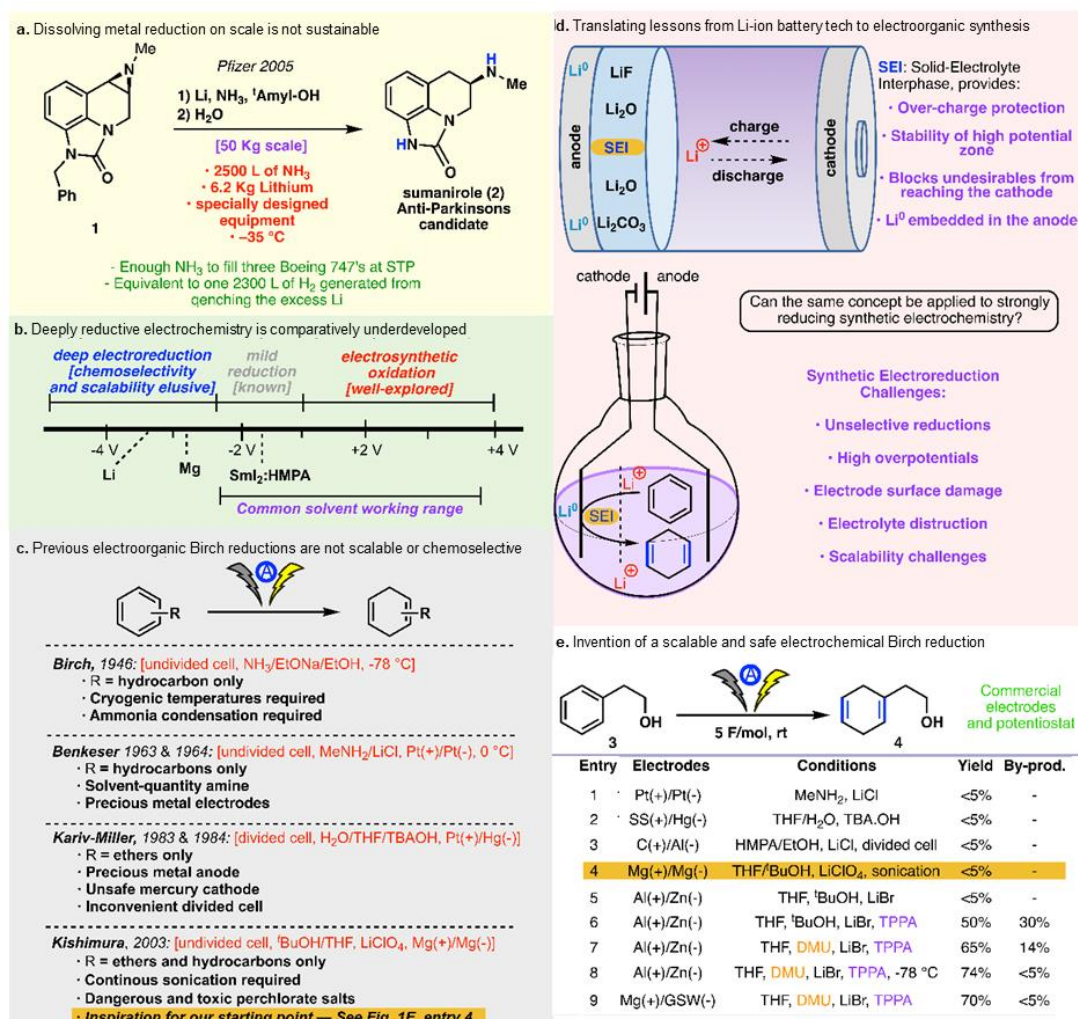 a. Dissolving metal reduction on scale is not sustainable
Me
N
N
N
O
Ph
1
Pfizer 2005
1) Li, NH3, tAmyl-OH
2) H2O
[50 Kg scale]
· 2500 L of NH3
· 6.2 Kg Lithium
· specially designed
equipment
· –35 °C
H
N
Me
N
HN
O
sumanirole (2)
Anti-Parkinsons
candidate
- Enough NH3 to fill three Boeing 747's at STP
- Equivalent to one 2300 L of H2 generated from
qenching the excess Li
b. Deeply reductive electrochemistry is comparatively underdeveloped
deep electroreduction
[chemoselectivity
and scalability elusive]
mild
reduction
[known]
electrosynthetic
oxidation
[well-explored]
-4 V
-2 V
+2 V
+4 V
Li
Mg
SmI2:HMPA
Common solvent working range
c. Previous electroorganic Birch reductions are not scalable or chemoselective
A
R
R
Birch, 1946: [undivided cell, NH3/EtONa/EtOH, -78 °C]
· R = hydrocarbon only
· Cryogenic temperatures required
· Ammonia condensation required
Benkeser 1963 & 1964: [undivided cell, MeNH2/LiCl, Pt(+)/Pt(-), 0 °C]
· R = hydrocarbons only
· Solvent-quantity amine
· Precious metal electrodes
Kariv-Miller, 1983 & 1984: [divided cell, H2O/THF/TBAOH, Pt(+)/Hg(-)]
· R = ethers only
· Precious metal anode
· Unsafe mercury cathode
· Inconvenient divided cell
Kishimura, 2003: [undivided cell, tBuOH/THF, LiClO4, Mg(+)/Mg(-)]
· R = ethers and hydrocarbons only
· Continous sonication required
· Dangerous and toxic perchlorate salts
· Inspiration for our starting point — See Fig. 1E, entry 4
d. Translating lessons from Li-ion battery tech to electroorganic synthesis
anode
Li0
Li0
LiF
Li2O
SEI
Li2O
Li2CO3
Li+
charge
discharge
cathode
SEI: Solid-Electrolyte
Interphase, provides:
· Over-charge protection
· Stability of high potential
zone
· Blocks undesirables from
reaching the cathode
· Li0 embedded in the anode
cathode anode
Li0
SEI
Li+
Li+
Can the same concept be applied to strongly
reducing synthetic electrochemistry?
Synthetic Electroreduction
Challenges:
· Unselective reductions
· High overpotentials
· Electrode surface damage
· Electrolyte distruction
· Scalability challenges
e. Invention of a scalable and safe electrochemical Birch reduction
OH
3
A
5 F/mol, rt
OH
4
Commercial
electrodes
and potentiostat
Entry Electrodes Conditions Yield By-prod.
1 Pt(+)/Pt(-) MeNH2, LiCl <5% -
2 SS(+)/Hg(-) THF/H2O, TBA.OH <5% -
3 C(+)/Al(-) HMPA/EtOH, LiCl, divided cell <5% -
4 Mg(+)/Mg(-) THF/tBuOH, LiClO4, sonication <5% -
5 Al(+)/Zn(-) THF, tBuOH, LiBr <5% -
6 Al(+)/Zn(-) THF, tBuOH, LiBr, TPPA 50% 30%
7 Al(+)/Zn(-) THF, DMU, LiBr, TPPA 65% 14%
8 Al(+)/Zn(-) THF, DMU, LiBr, TPPA, -78 °C 74% <5%
9 Mg(+)/GSW(-) THF, DMU, LiBr, TPPA 70% <5%